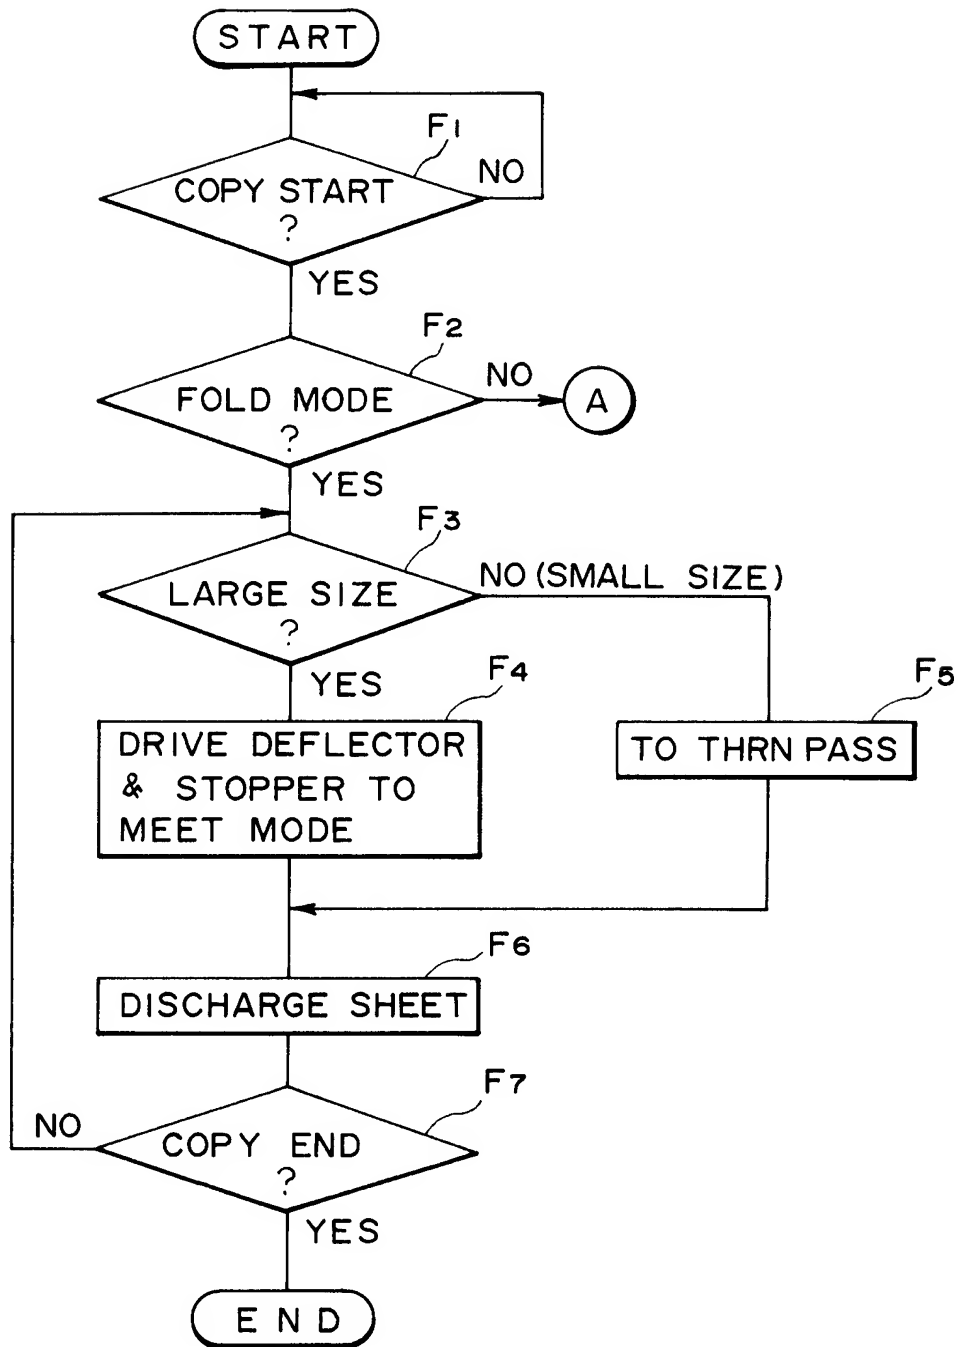 START
F1
COPY START
?
NO
YES
F2
FOLD MODE
?
NO
A
YES
F3
LARGE SIZE
?
NO (SMALL SIZE)
YES
F4
DRIVE DEFLECTOR
& STOPPER TO
MEET MODE
F5
TO THRN PASS
F6
DISCHARGE SHEET
F7
COPY END
?
NO
YES
END